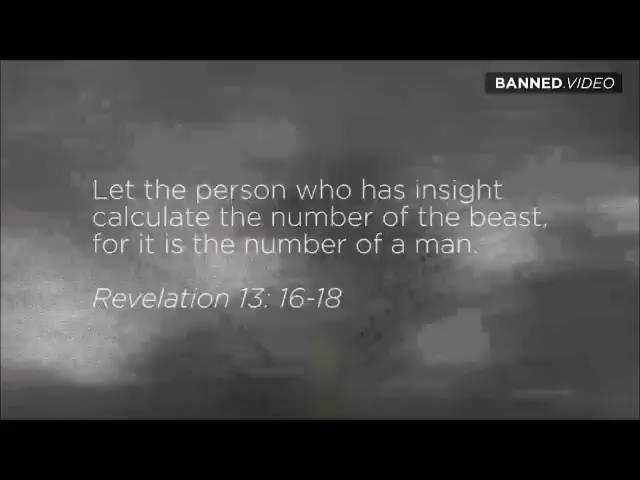 BANNED.VIDEO
Let the person who has insight
calculate the number of the beast,
for it is the number of a man.
Revelation 13: 16-18